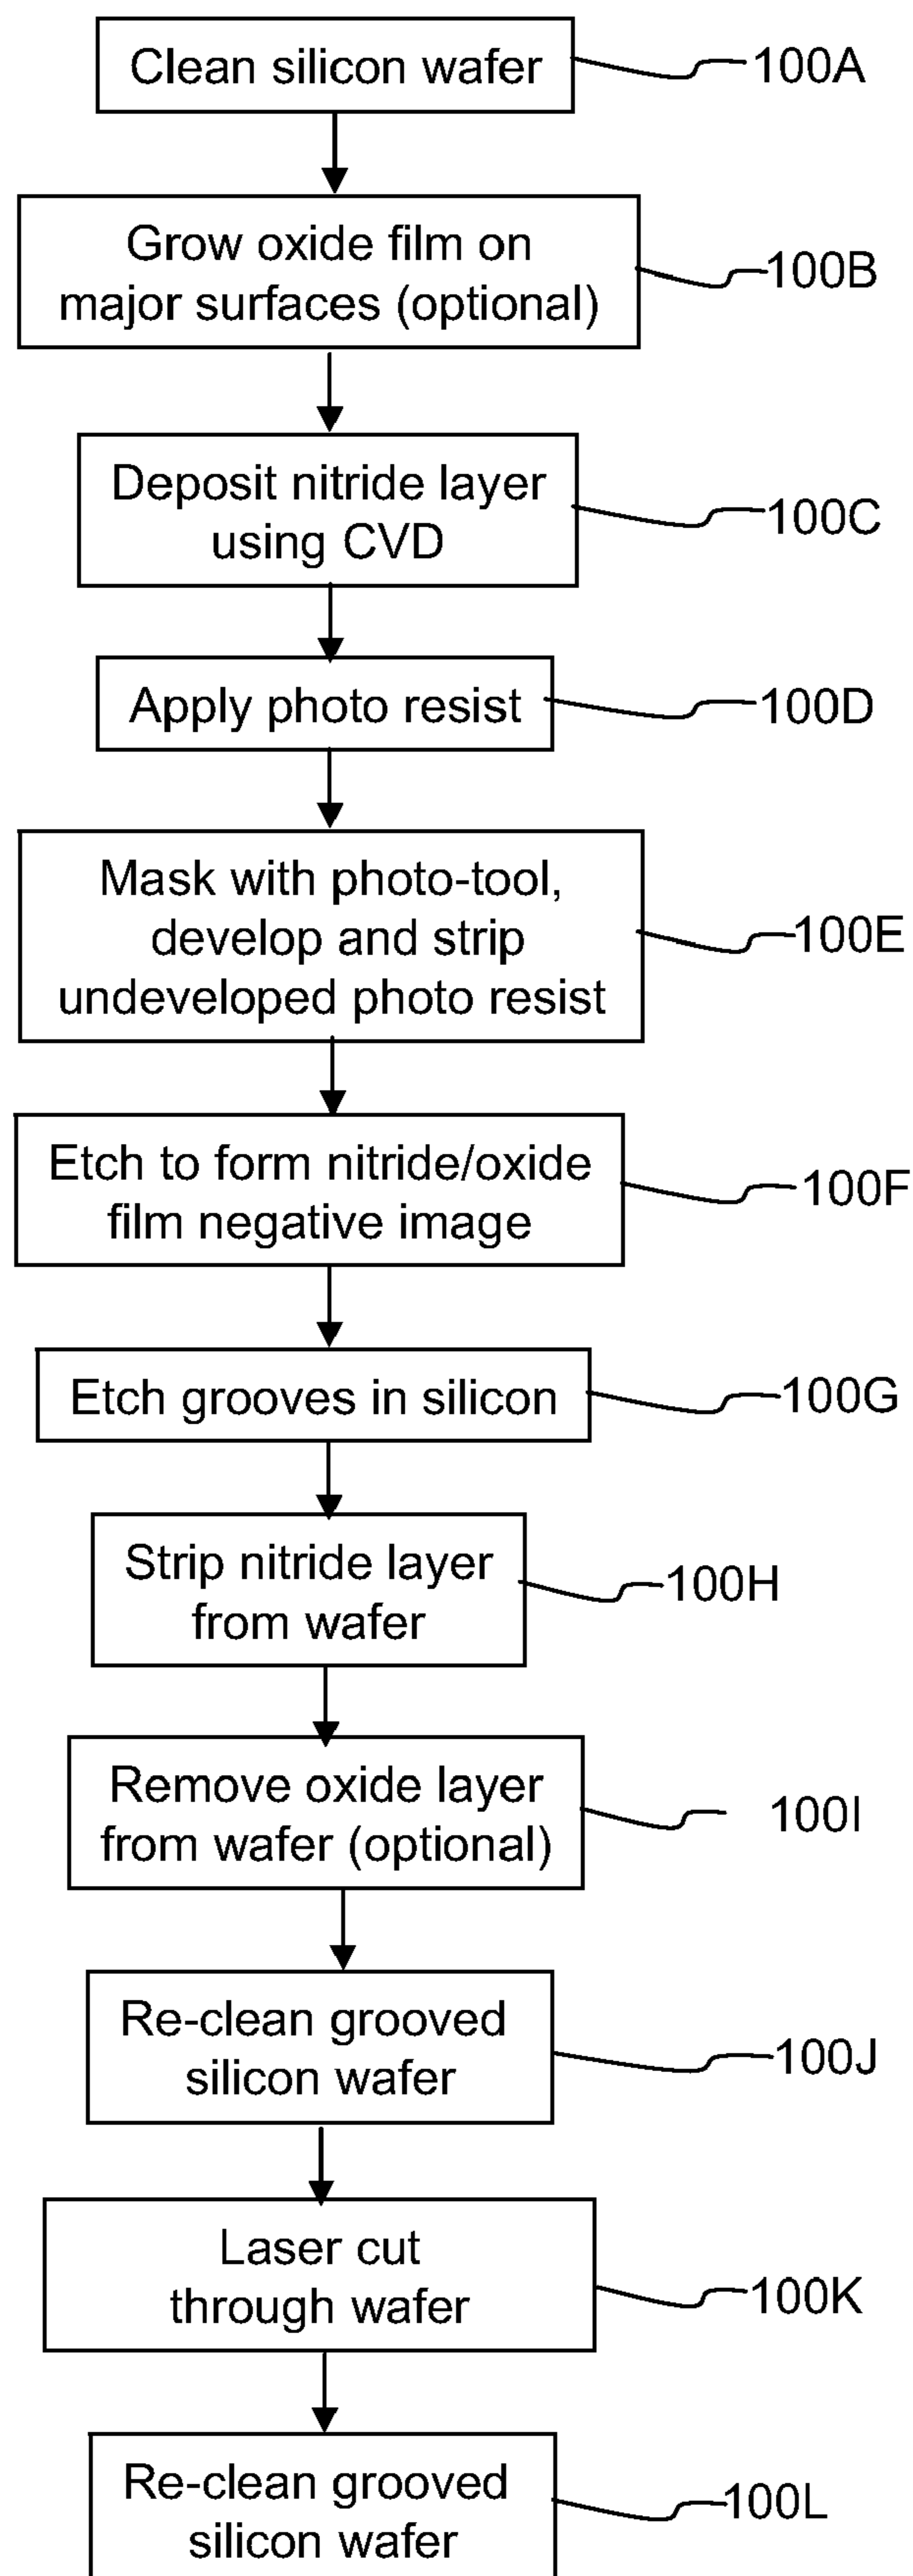 Clean silicon wafer
100A
Grow oxide film on
major surfaces (optional)
100B
Deposit nitride layer
using CVD
100C
Apply photo resist
100D
Mask with photo-tool,
develop and strip
undeveloped photo resist
100E
Etch to form nitride/oxide
film negative image
100F
Etch grooves in silicon
100G
Strip nitride layer
from wafer
100H
Remove oxide layer
from wafer (optional)
100I
Re-clean grooved
silicon wafer
100J
Laser cut
through wafer
100K
Re-clean grooved
silicon wafer
100L